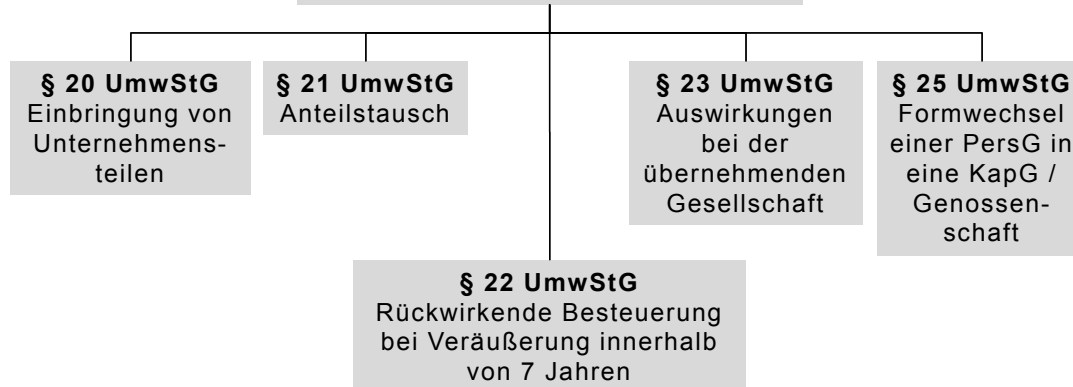 § 20 UmwStG
Einbringung von
Unternehmens-
teilen
§ 21 UmwStG
Anteilstausch
§ 23 UmwStG
Auswirkungen
bei der
übernehmenden
Gesellschaft
§ 25 UmwStG
Formwechsel
einer PersG in
eine KapG /
Genossen-
schaft
§ 22 UmwStG
Rückwirkende Besteuerung
bei Veräußerung innerhalb
von 7 Jahren